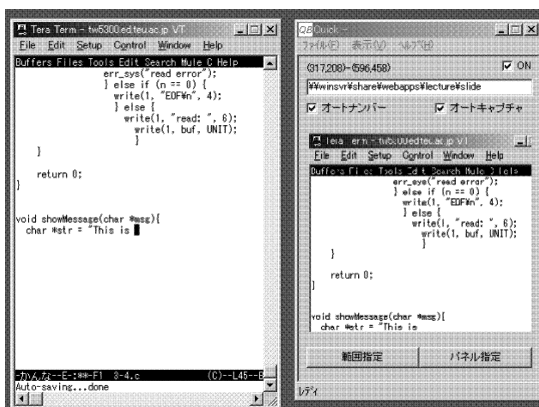 Tera Term - tw5300.edteu.ac.jp VT
File Edit Setup Control Window Help
Buffers Files Tools Edit Search Mule C Help
err_sys("read error");
} else if (n == 0) {
write(1, "EOF¥n", 4);
} else {
write(1, "read: ", 6);
write(1, buf, UNIT);
}
}
return 0;
}
void showMessage(char *msg){
char *str = "This is
-かんな--E-:**-F1 3-4.c (C)--L45--B
Auto-saving...done
Quick
ファイル(F) 表示(V) ヘルプ(H)
(317,208)-(596,458)
ON
¥¥winsvr¥share¥webapps¥lecture¥slide
オートナンバー オートキャプチャ
Tera Term - tw5300.edteu.ac.jp VT
File Edit Setup Control Window Help
Buffers Files Tools Edit Search Mule C Help
err_sys("read error");
} else if (n == 0) {
write(1, "EOF¥n", 4);
} else {
write(1, "read: ", 6);
write(1, buf, UNIT);
}
}
return 0;
}
void showMessage(char *msg){
char *str = "This is
範囲指定 パネル指定
レディ